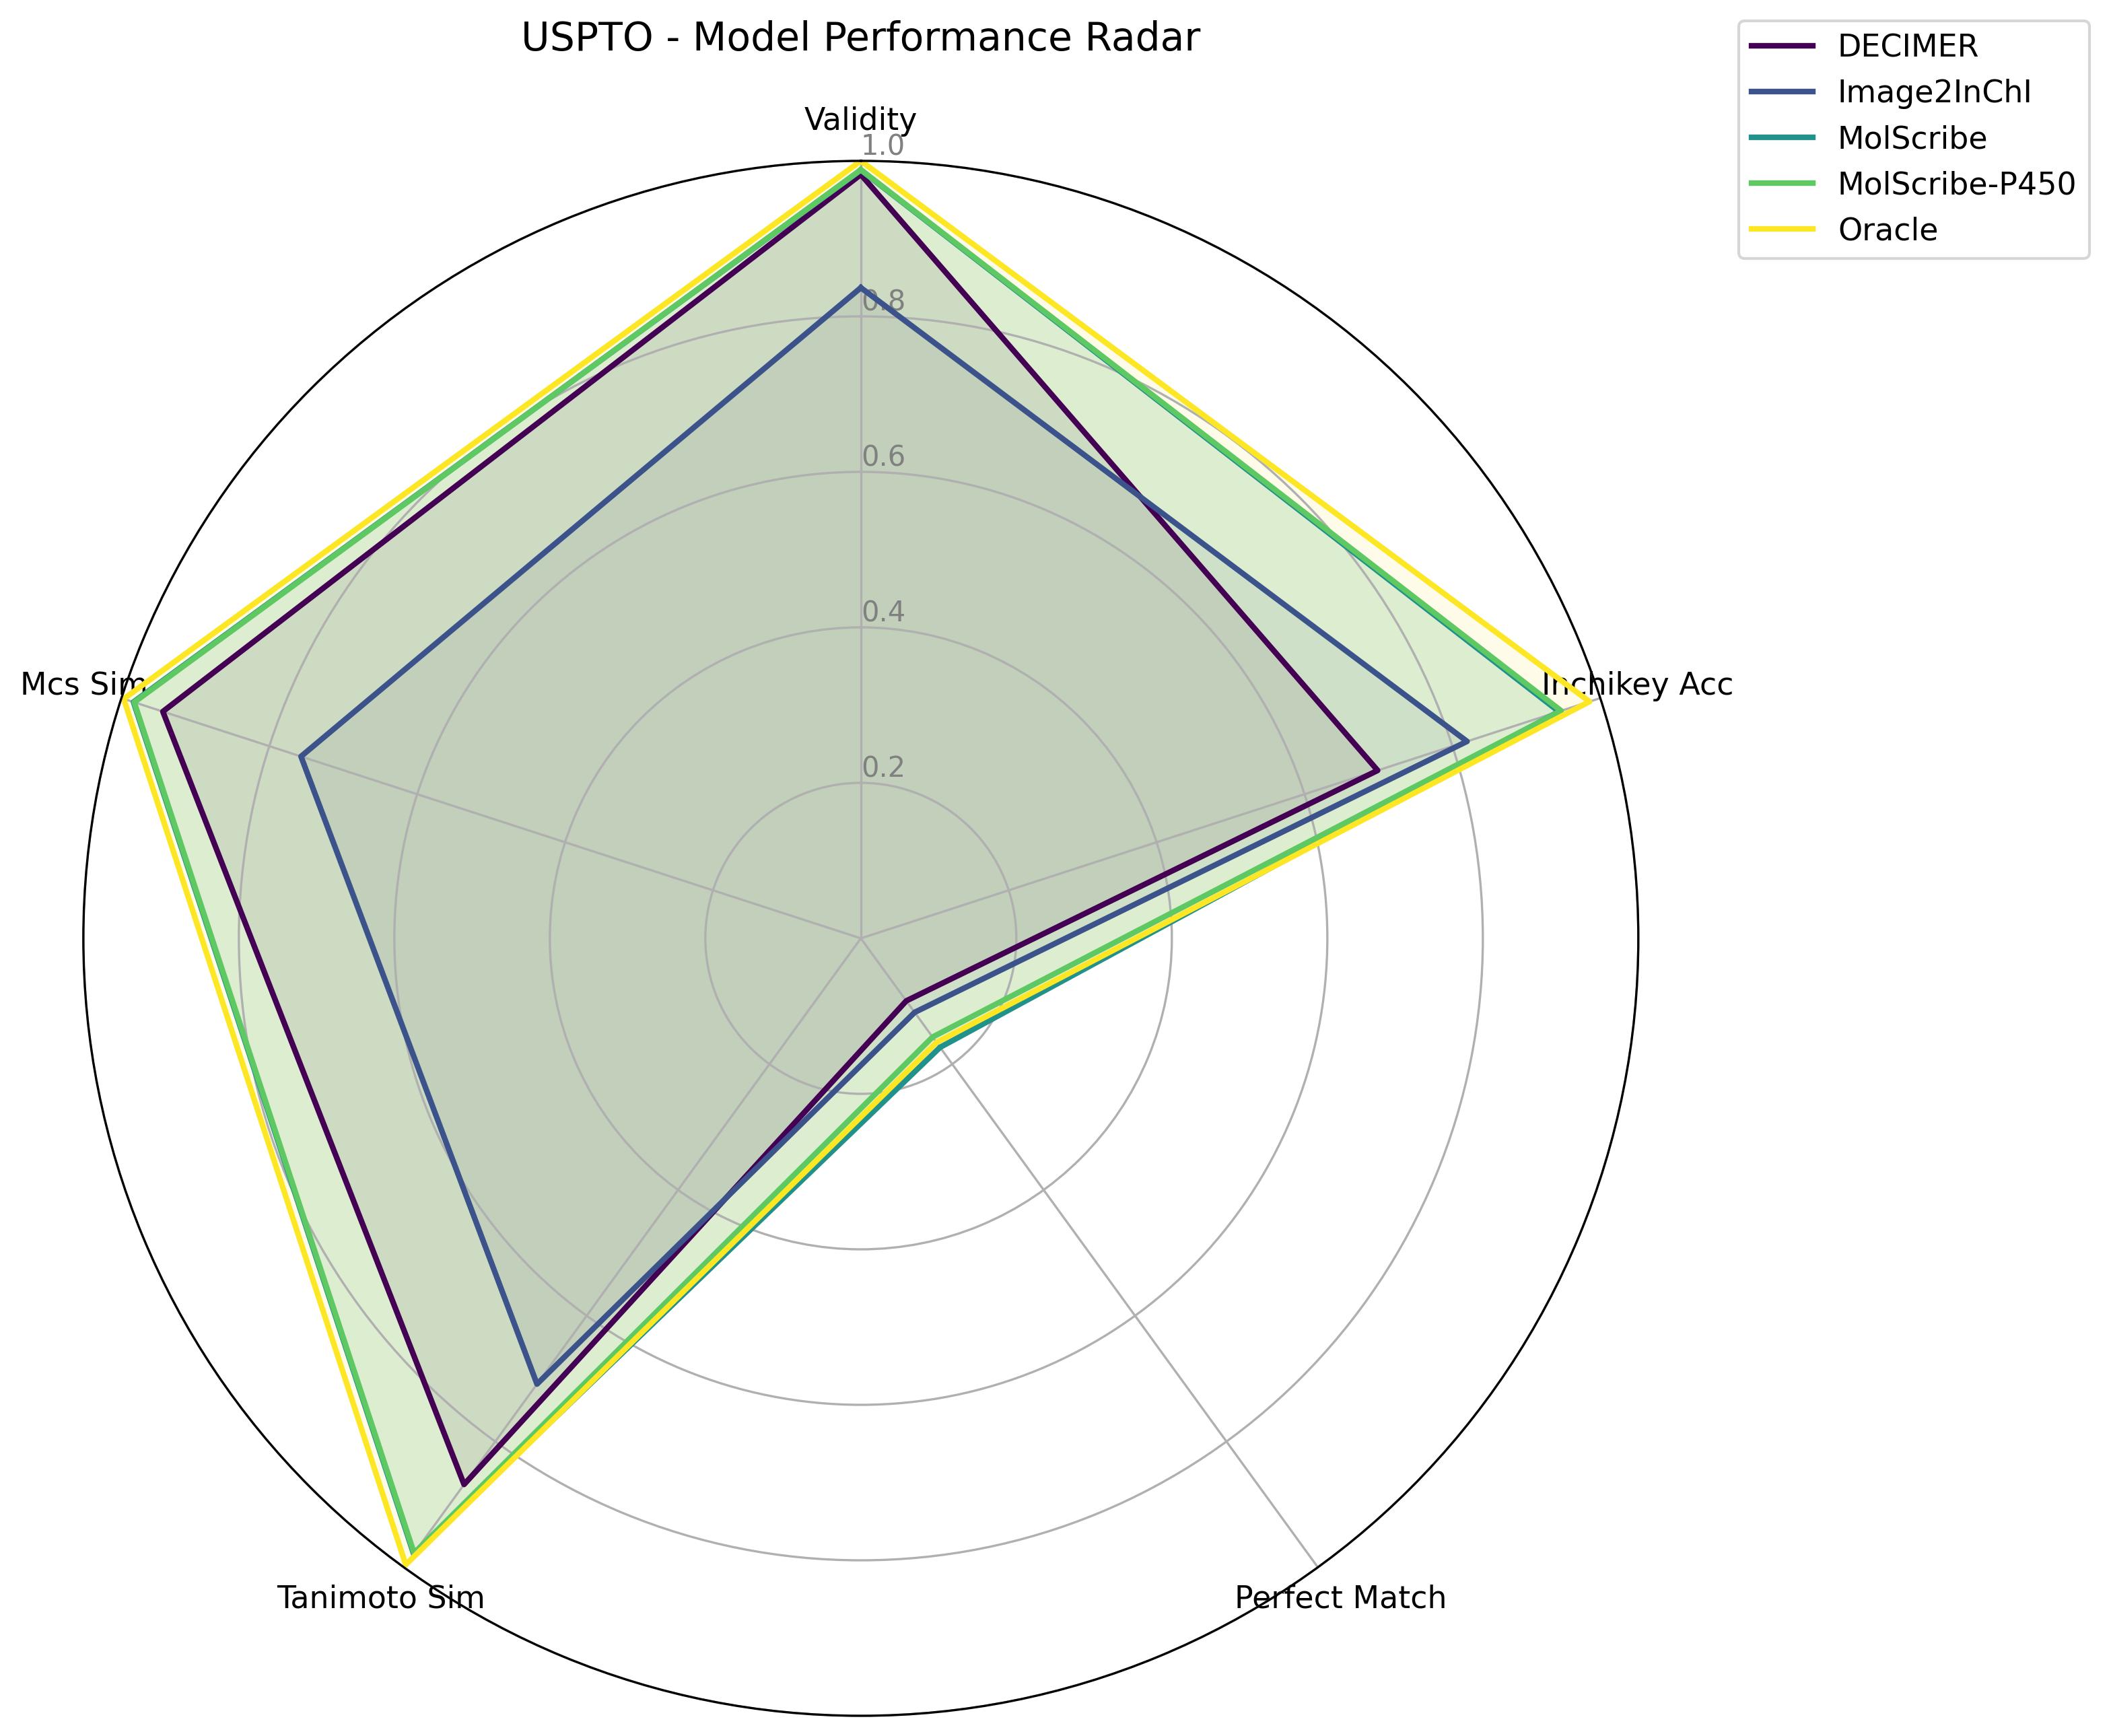 USPTO - Model Performance Radar
DECIMER
Image2InChI
MolScribe
MolScribe-P450
Oracle
Validity
1.0
0.8
0.6
0.4
0.2
Mcs Sim
Inchikey Acc
Tanimoto Sim
Perfect Match